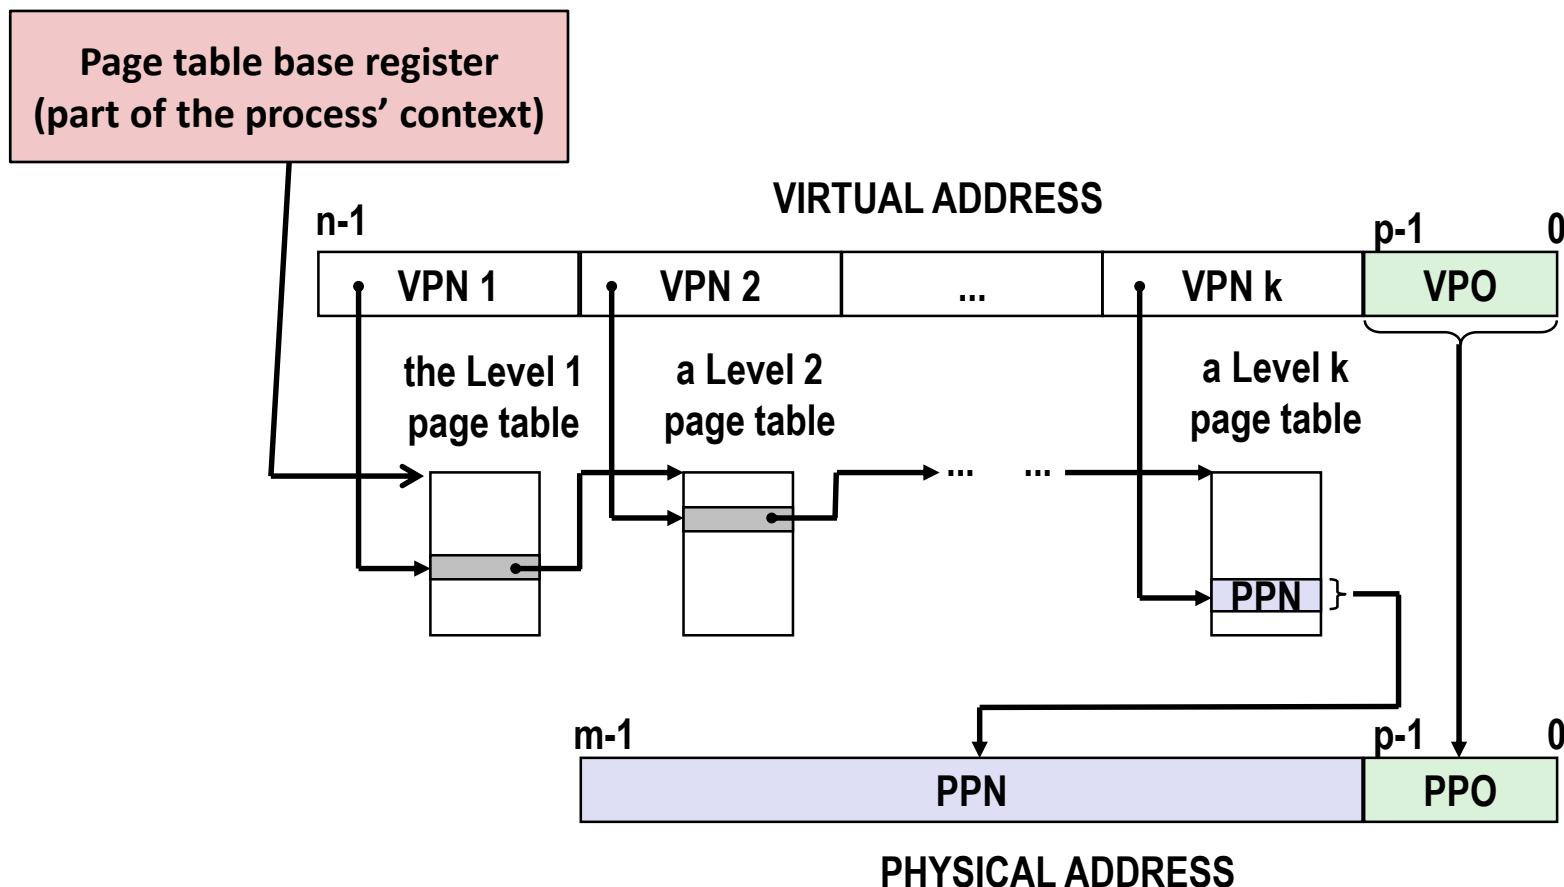 Page table base register
(part of the process’ context)
VIRTUAL ADDRESS
n-1
p-1
0
VPN 1
VPN 2
...
VPN k
VPO
the Level 1
page table
a Level 2
page table
a Level k
page table
...
...
PPN
m-1
p-1
0
PPN
PPO
PHYSICAL ADDRESS